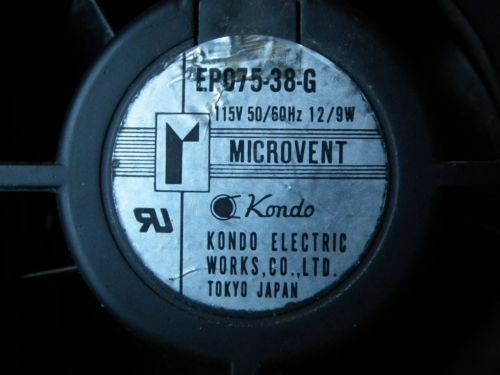 EP075-38-G
115V 50/60Hz 12/9W
MICROVENT
Kondo
KONDO ELECTRIC
WORKS,CO.,LTD.
TOKYO JAPAN